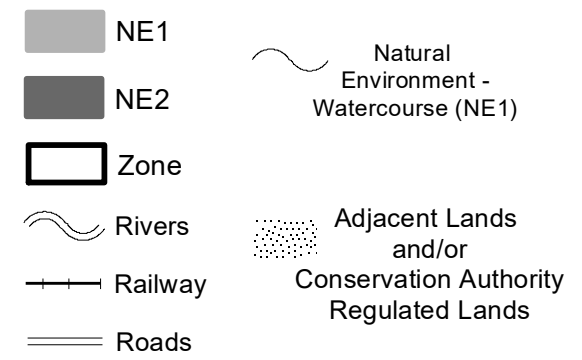 NE1
NE2
Zone
Rivers
Railway
Roads
Natural
Environment -
Watercourse (NE1)
Adjacent Lands
and/or
Conservation Authority
Regulated Lands